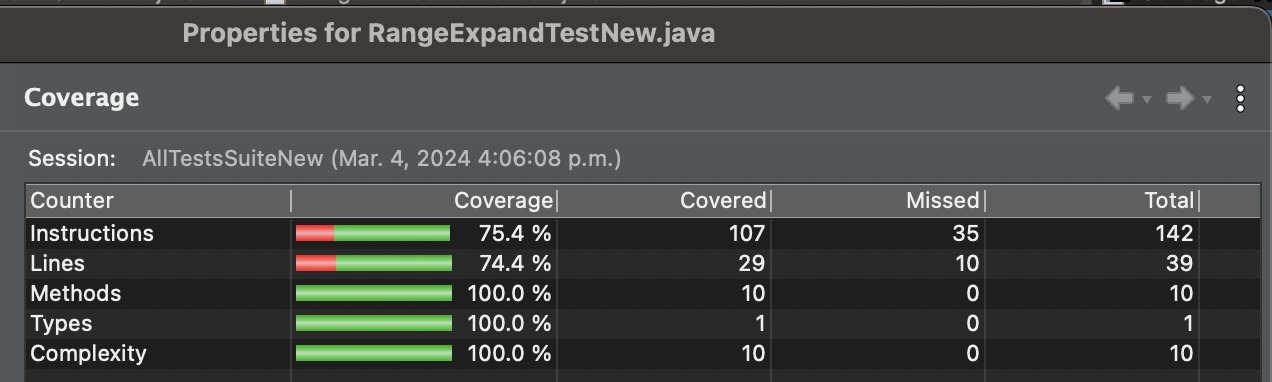 Properties for RangeExpandTestNew.java
Coverage
Session: AllTestsSuiteNew (Mar. 4, 2024 4:06:08 p.m.)
Counter Coverage Covered Missed Total
Instructions 75.4 % 107 35 142
Lines 74.4 % 29 10 39
Methods 100.0 % 10 0 10
Types 100.0 % 1 0 1
Complexity 100.0 % 10 0 10